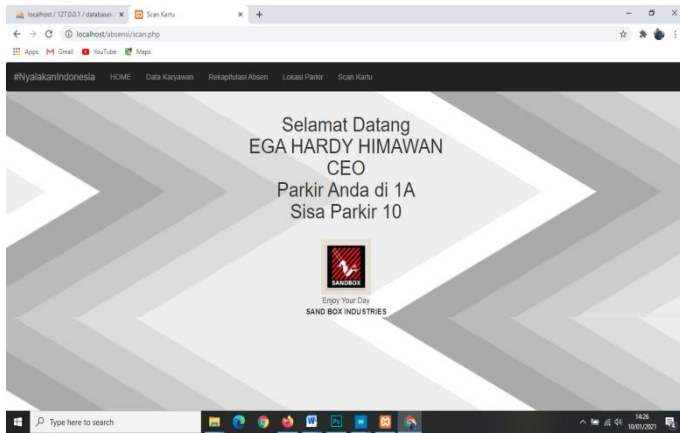 localhost / 127.0.0.1 / databasei
Scan Kartu
localhost/absensi/scan.php
Apps Gmail YouTube Maps
#NyalakanIndonesia HOME Data Karyawan Rekapitulasi Absen Lokasi Parkir Scan Kartu
Selamat Datang
EGA HARDY HIMAWAN
CEO
Parkir Anda di 1A
Sisa Parkir 10
SANDBOX
Enjoy Your Day
SAND BOX INDUSTRIES
Type here to search
14:26
10/01/2021